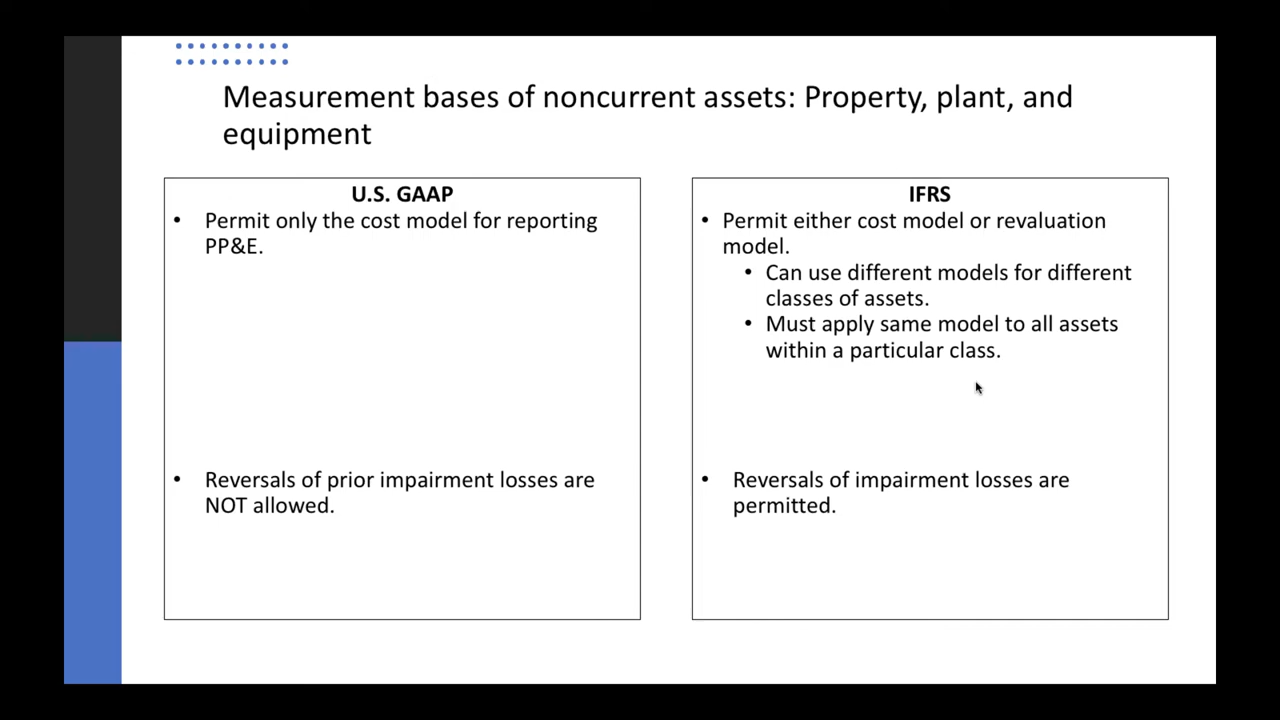 Measurement bases of noncurrent assets: Property, plant, and
equipment
U.S. GAAP
• Permit only the cost model for reporting
PP&E.
• Reversals of prior impairment losses are
NOT allowed.
IFRS
• Permit either cost model or revaluation
model.
• Can use different models for different
classes of assets.
• Must apply same model to all assets
within a particular class.
• Reversals of impairment losses are
permitted.